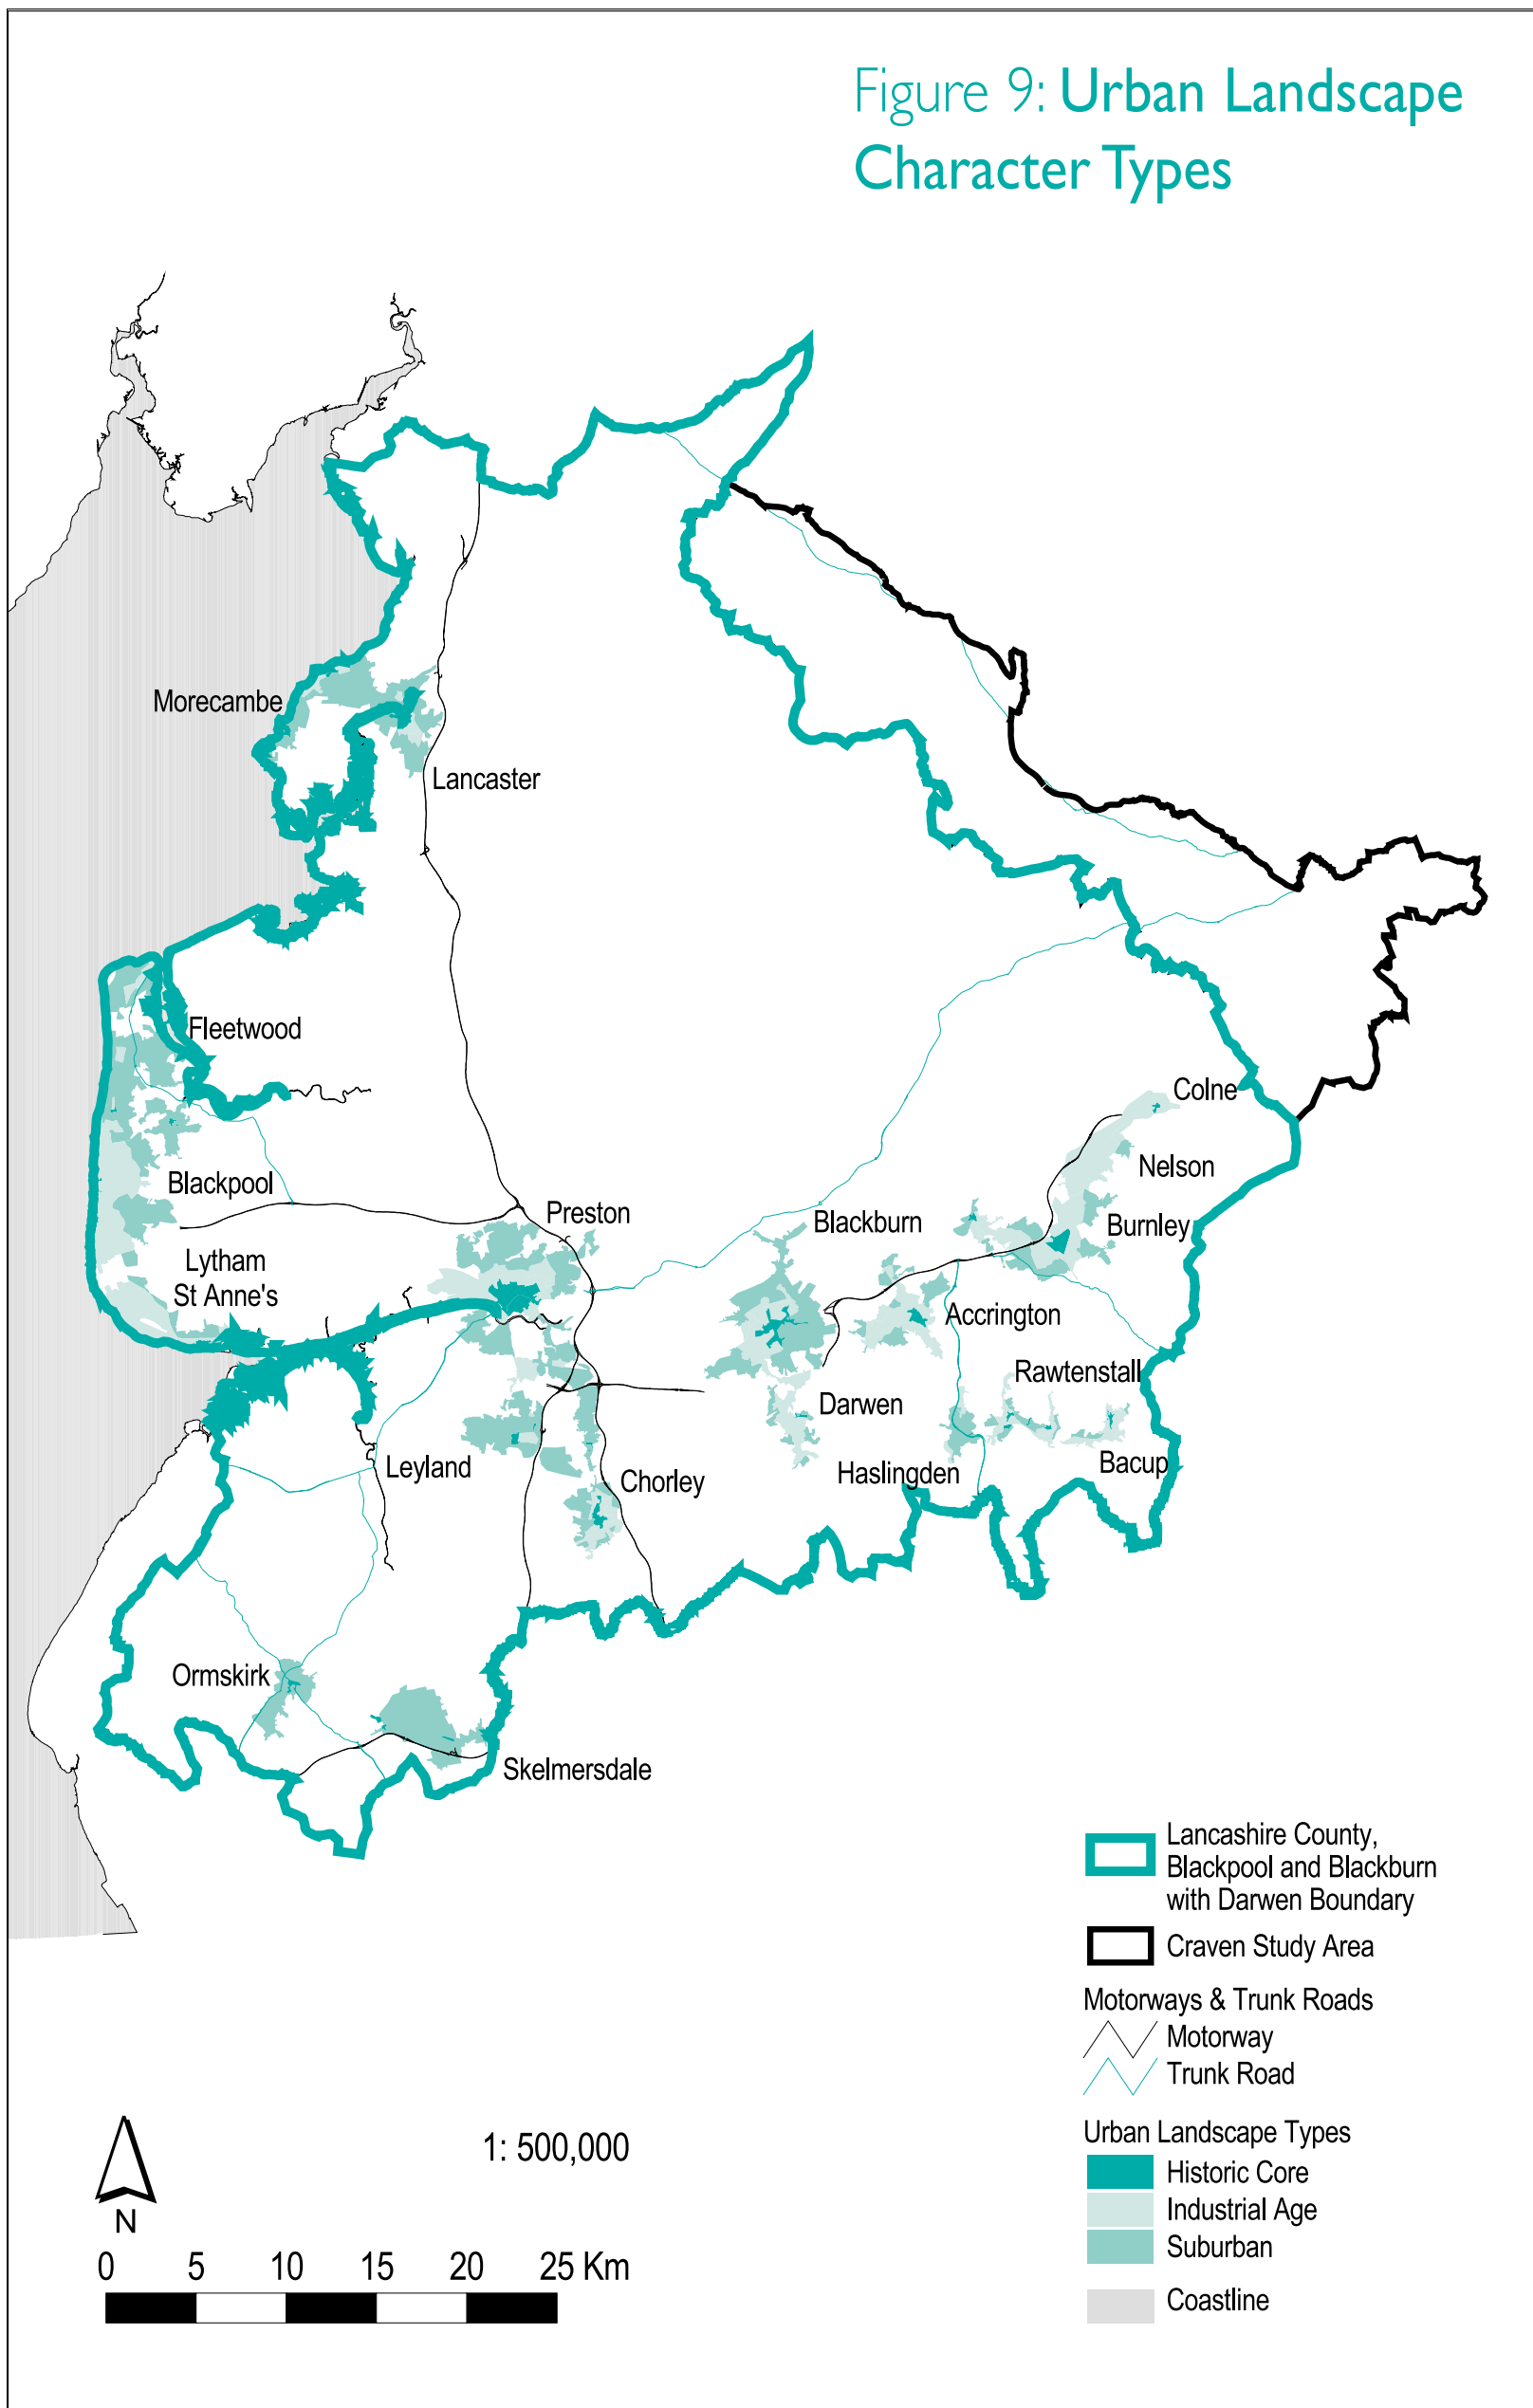 Figure 9: Urban Landscape
Character Types
Morecambe
Lancaster
Fleetwood
Colne
Nelson
Blackpool
Preston
Blackburn
Burnley
Lytham
St Anne's
Accrington
Rawtenstall
Darwen
Leyland
Haslingden
Bacup
Chorley
Ormskirk
Skelmersdale
Lancashire County,
Blackpool and Blackburn
with Darwen Boundary
Craven Study Area
Motorways & Trunk Roads
Motorway
Trunk Road
Urban Landscape Types
Historic Core
Industrial Age
Suburban
Coastline
1: 500,000
N
0 5 10 15 20 25 Km